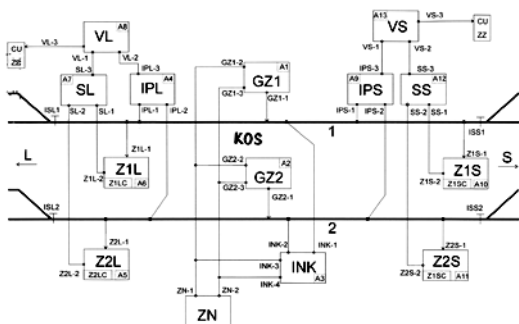 VL
A8
VL-3
VL-1
VL-2
CU
SL-3
IPL-3
A7
SL
A4
IPL
SL-2
SL-1
IPL-1
IPL-2
ISL1
GZ1-2
GZ1-3
A1
GZ1
GZ1-1
A13
VS
VS-3
VS-1
VS-2
CU
ZZ
IPS-3
SS-3
A9
IPS
SS
A12
IPS-1
IPS-2
SS-2
SS-1
ISS1
KOS
1
L
Z1L-1
Z1L
Z1L-2
Z1LC
A6
GZ2-2
GZ2-3
A2
GZ2
GZ2-1
Z1S-1
Z1S
Z1S-2
Z1SC
A10
S
ISL2
2
ISS2
Z2L-1
Z2L
Z2L-2
Z2LC
A5
INK-2
INK-1
INK-3
INK
INK-4
A3
ZN-1
ZN-2
ZN
Z2S-1
Z2S
Z2S-2
Z1SC
A11